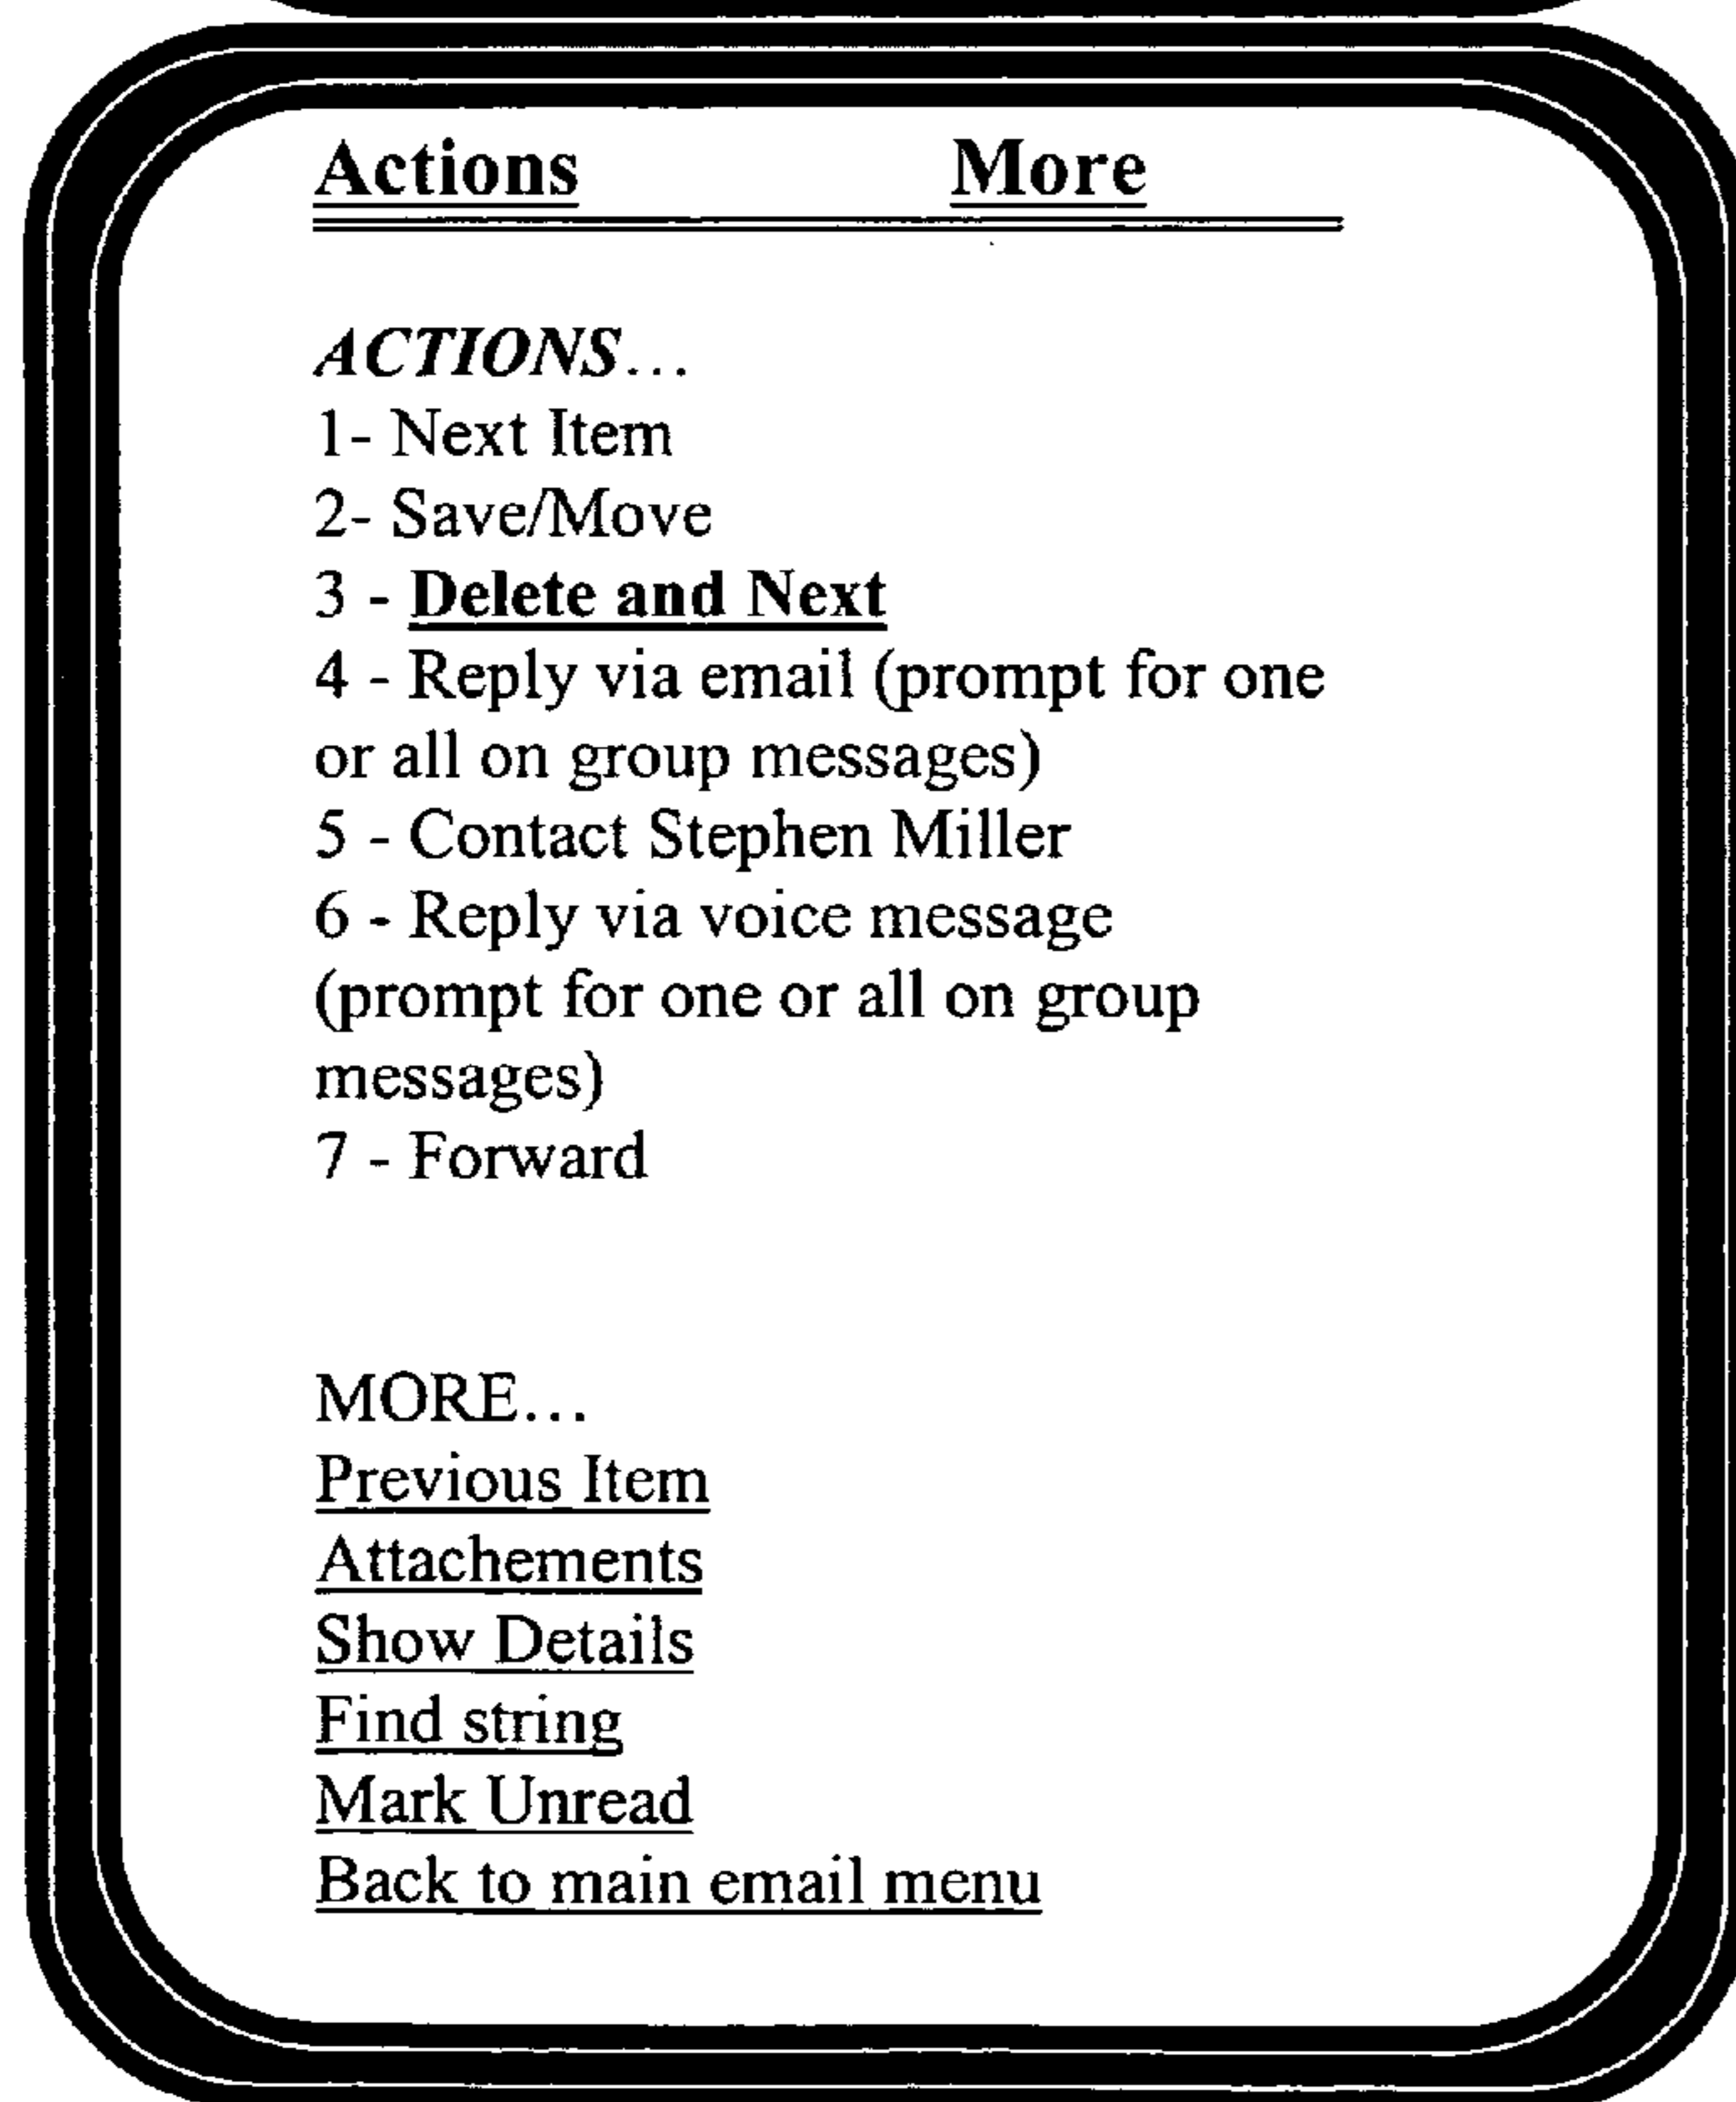 Actions More
ACTIONS...
1- Next Item
2- Save/Move
3 - Delete and Next
4 - Reply via email (prompt for one
or all on group messages)
5 - Contact Stephen Miller
6 - Reply via voice message
(prompt for one or all on group
messages)
7 - Forward
MORE...
Previous Item
Attachements
Show Details
Find string
Mark Unread
Back to main email menu